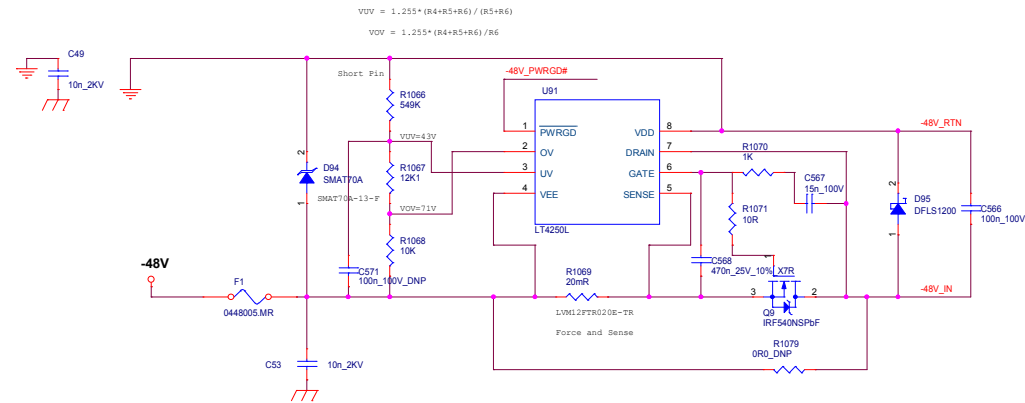 VUV = 1.255*(R4+R5+R6)/(R5+R6)
VOV = 1.255*(R4+R5+R6)/R6
C49
10n_2KV
Short Pin
-48V_PWRGD#
R1066
549K
U91
1
PWRGD
VDD
8
-48V_RTN
VUV=43V
2
OV
DRAIN
7
R1070
1K
3
UV
GATE
6
C567
15n_100V
2
D94
SMAT70A
SMAT70A-13-F
1
R1067
12K1
4
VEE
SENSE
5
2
D95
DFLS1200
1
C566
100n_100V
VOV=71V
LT4250L
R1071
10R
R1068
10K
-48V
C571
100n_100V_DNP
R1069
20mR
C568
470n_25V_10%_X7R
1
F1
0448005.MR
LVM12FTR020E-TR
Force and Sense
3
2
Q9
IRF540NSPbF
-48V_IN
R1079
0R0_DNP
C53
10n_2KV